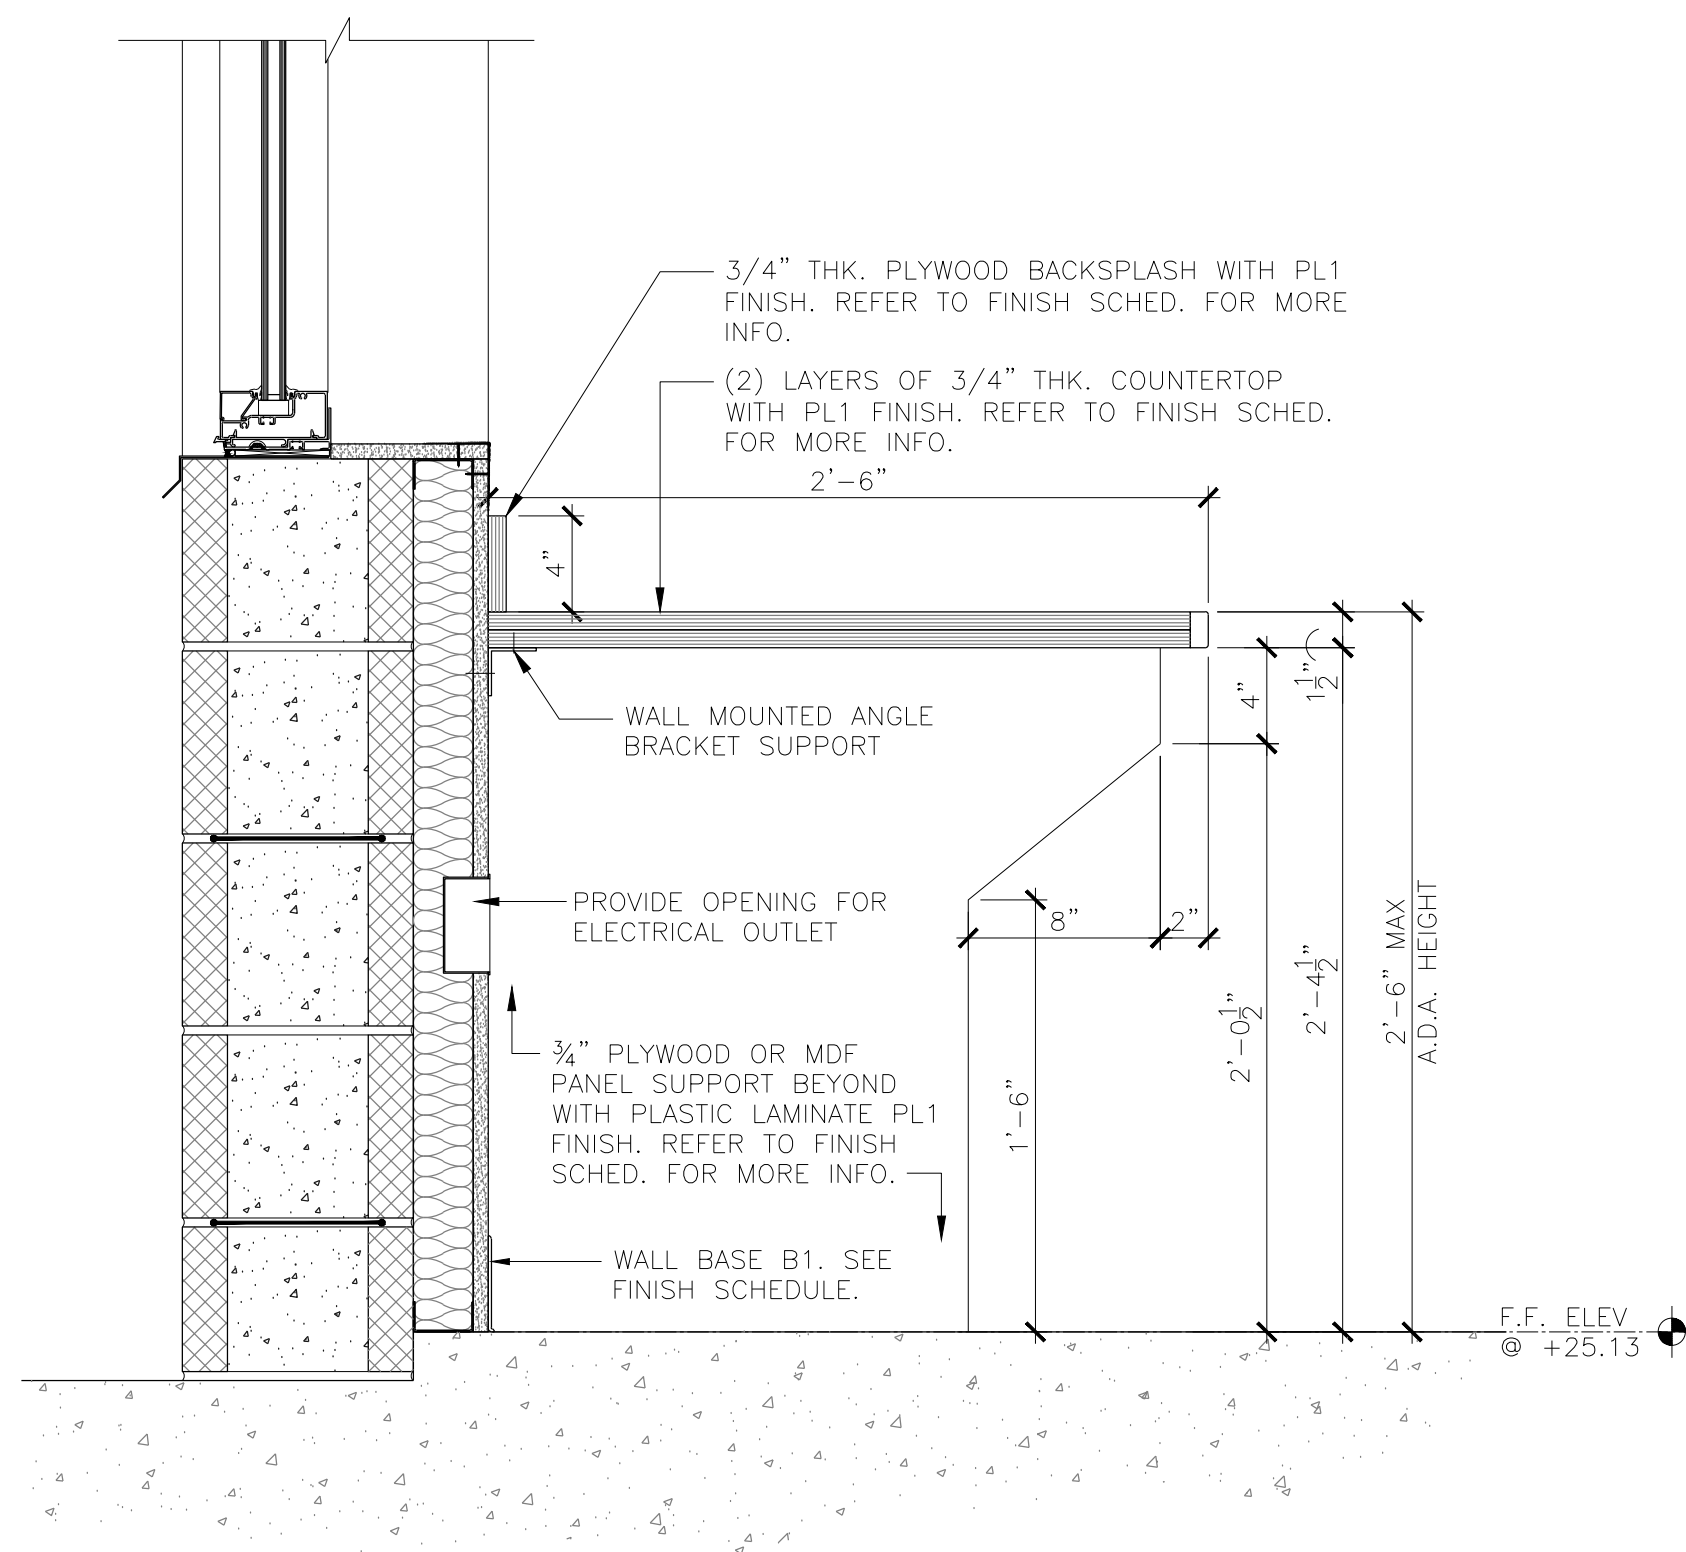 3/4” THK. PLYWOOD BACKSPLASH WITH PL1
FINISH. REFER TO FINISH SCHED. FOR MORE
INFO.
(2) LAYERS OF 3/4” THK. COUNTERTOP
WITH PL1 FINISH. REFER TO FINISH SCHED.
FOR MORE INFO.
2'-6”
4”
1½”
4”
WALL MOUNTED ANGLE
BRACKET SUPPORT
PROVIDE OPENING FOR
ELECTRICAL OUTLET
8”
2”
2'-0½”
2'-4½”
2'-6” MAX
A.D.A. HEIGHT
1'-6”
¾” PLYWOOD OR MDF
PANEL SUPPORT BEYOND
WITH PLASTIC LAMINATE PL1
FINISH. REFER TO FINISH
SCHED. FOR MORE INFO.
WALL BASE B1. SEE
FINISH SCHEDULE.
F.F. ELEV
@ +25.13